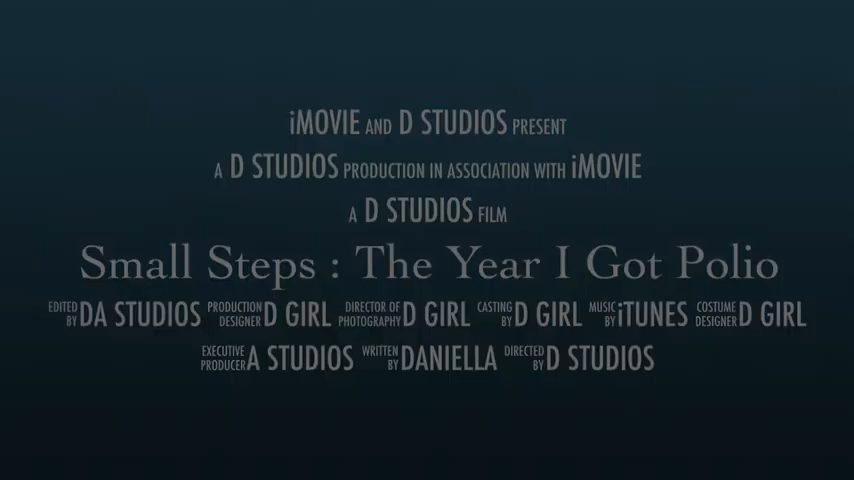 iMOVIE AND D STUDIOS PRESENT
A D STUDIOS PRODUCTION IN ASSOCIATION WITH iMOVIE
A D STUDIOS FILM
Small Steps : The Year I Got Polio
EDITED BY DA STUDIOS PRODUCTION DESIGNER D GIRL DIRECTOR OF PHOTOGRAPHY D GIRL CASTING BY D GIRL MUSIC BY iTUNES COSTUME DESIGNER D GIRL
EXECUTIVE PRODUCER A STUDIOS WRITTEN BY DANIELLA DIRECTED BY D STUDIOS